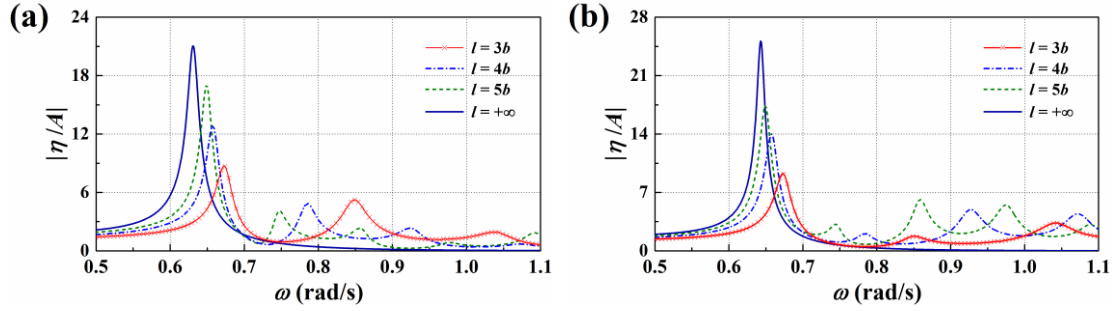 (a)
24
18
12
6
0
|η/A|
l = 3b
l = 4b
l = 5b
l = +∞
0.5 0.6 0.7 0.8 0.9 1.0 1.1
ω (rad/s)
(b)
28
21
14
7
0
|η/A|
l = 3b
l = 4b
l = 5b
l = +∞
0.5 0.6 0.7 0.8 0.9 1.0 1.1
ω (rad/s)